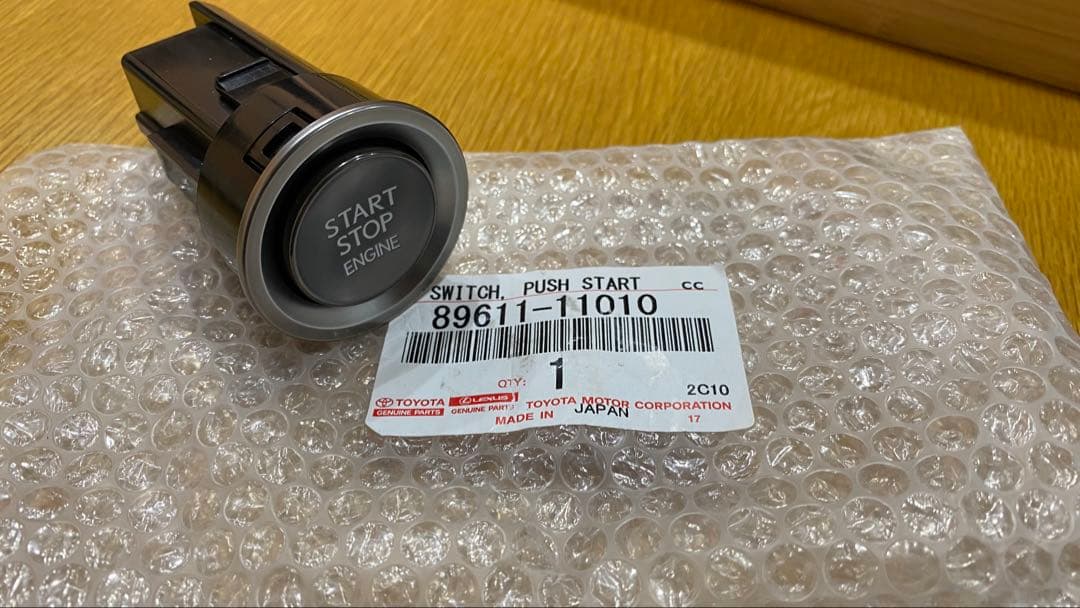 START
STOP
ENGINE
SWITCH, PUSH START CC
89611-11010
QTY: 1
2C10
TOYOTA LEXUS TOYOTA MOTOR CORPORATION
GENUINE PARTS GENUINE PARTS MADE IN JAPAN 17